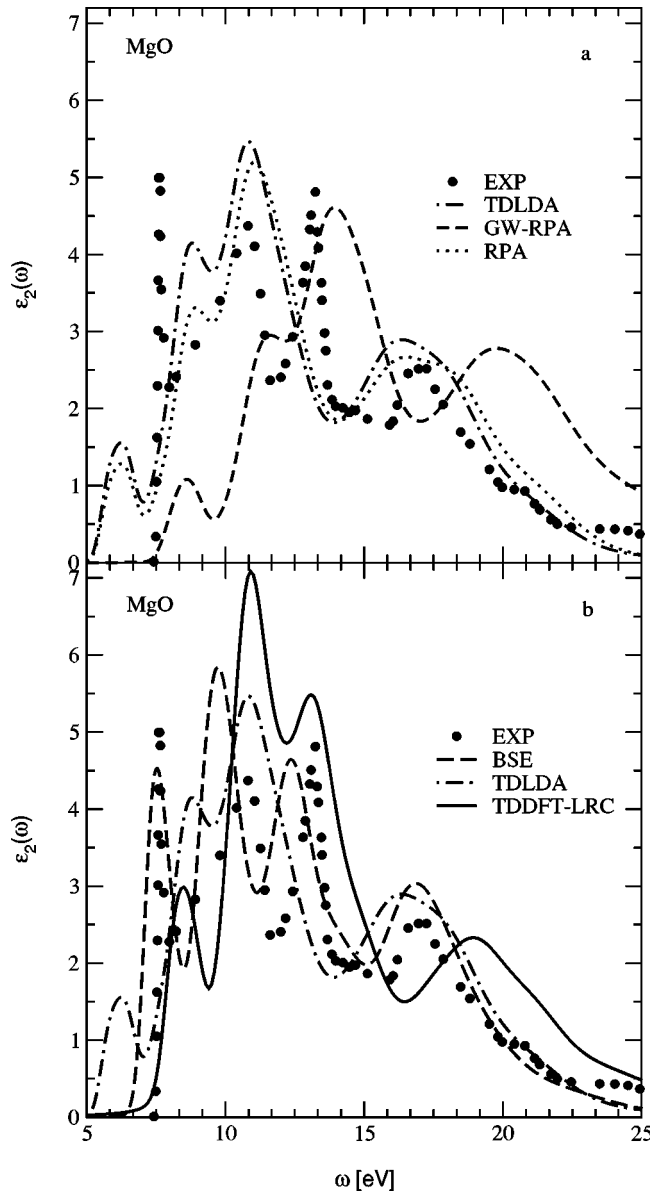 7
MgO
a
6
5
EXP
TDLDA
GW-RPA
RPA
4
ε₂(ω)
3
2
1
0
7
MgO
b
6
5
EXP
BSE
TDLDA
TDDFT-LRC
4
ε₂(ω)
3
2
1
0
5 10 15 20 25
ω [eV]